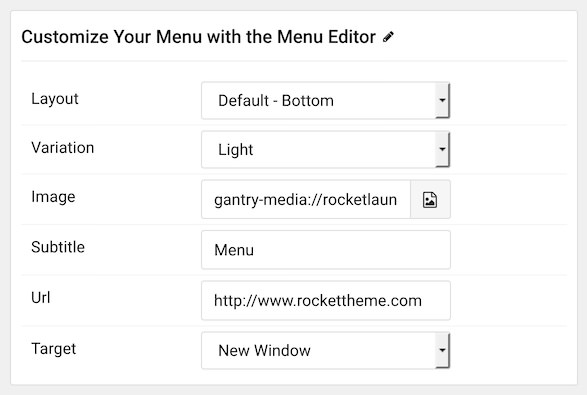 Customize Your Menu with the Menu Editor
Layout Default - Bottom
Variation Light
Image gantry-media://rocketlaun
Subtitle Menu
Url http://www.rockettheme.com
Target New Window